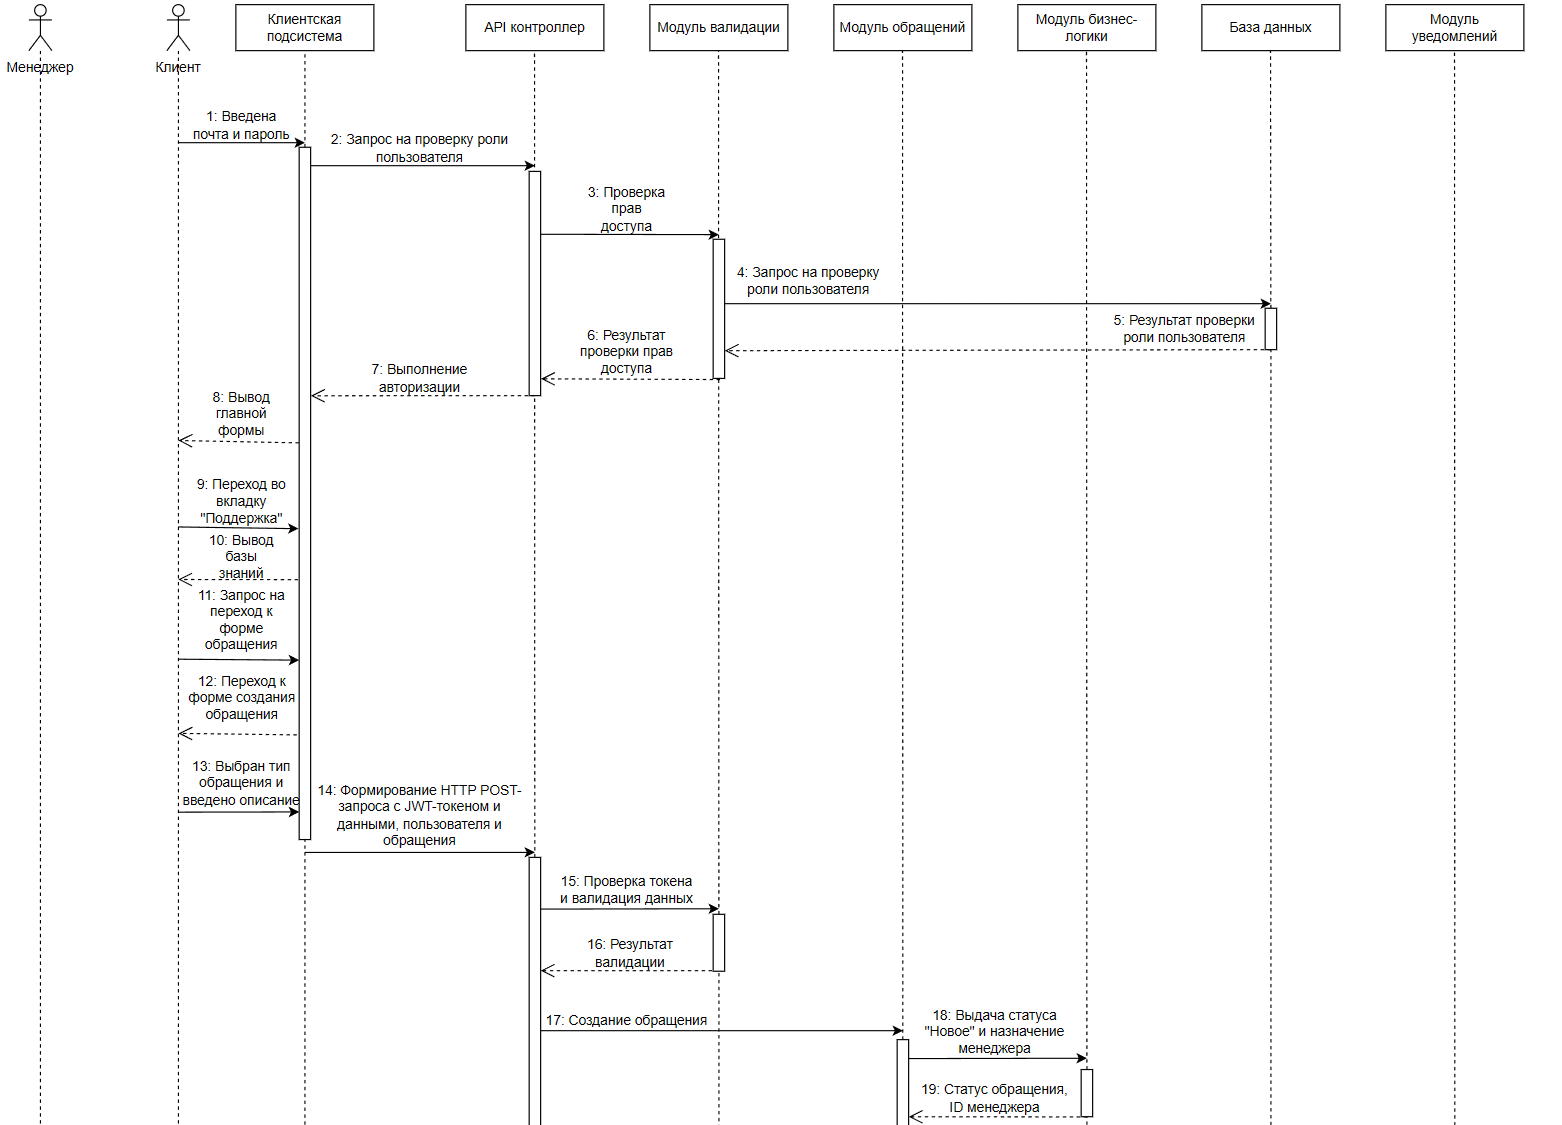 Менеджер
Клиент
Клиентская
подсистема
API контроллер
Модуль валидации
Модуль обращений
Модуль бизнес-
логики
База данных
Модуль
уведомлений
1: Введена
почта и пароль
2: Запрос на проверку роли
пользователя
3: Проверка
прав
доступа
4: Запрос на проверку
роли пользователя
5: Результат проверки
роли пользователя
6: Результат
проверки прав
доступа
7: Выполнение
авторизации
8: Вывод
главной
формы
9: Переход во
вкладку
"Поддержка"
10: Вывод
базы
знаний
11: Запрос на
переход к
форме
обращения
12: Переход к
форме создания
обращения
13: Выбран тип
обращения и
введено описание
14: Формирование HTTP POST-
запроса с JWT-токеном и
данными, пользователя и
обращения
15: Проверка токена
и валидация данных
16: Результат
валидации
17: Создание обращения
18: Выдача статуса
"Новое" и назначение
менеджера
19: Статус обращения,
ID менеджера